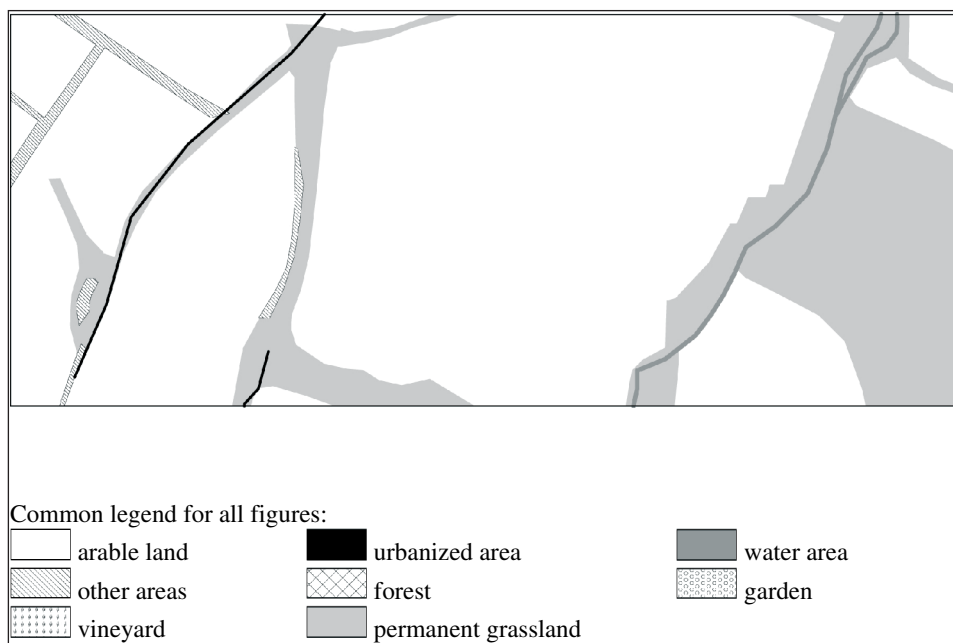 Common legend for all figures:
arable land urbanized area water area
other areas forest garden
vineyard permanent grassland